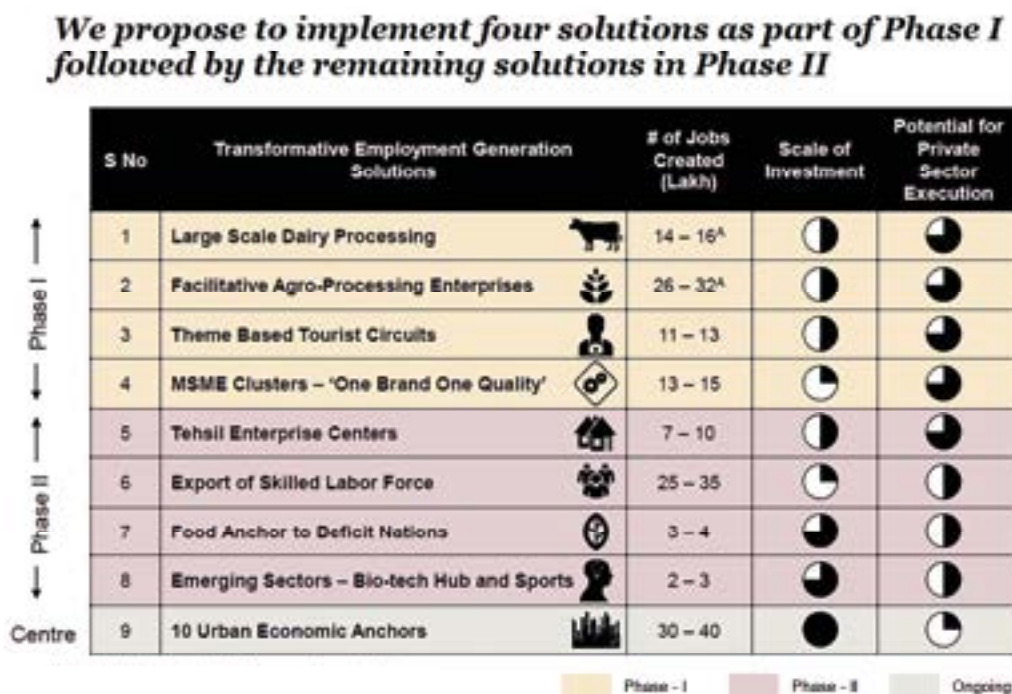 We propose to implement four solutions as part of Phase I
followed by the remaining solutions in Phase II
S No
Transformative Employment Generation
Solutions
# of Jobs
Created
(Lakh)
Scale of
Investment
Potential for
Private
Sector
Execution
Phase I
1 Large Scale Dairy Processing 14 – 16ᴬ
2 Facilitative Agro-Processing Enterprises 26 – 32ᴬ
3 Theme Based Tourist Circuits 11 – 13
4 MSME Clusters – ‘One Brand One Quality’ 13 – 15
Phase II
5 Tehsil Enterprise Centers 7 – 10
6 Export of Skilled Labor Force 25 – 35
7 Food Anchor to Deficit Nations 3 – 4
8 Emerging Sectors – Bio-tech Hub and Sports 2 – 3
Centre 9 10 Urban Economic Anchors 30 – 40
Phase - I Phase - II Ongoing